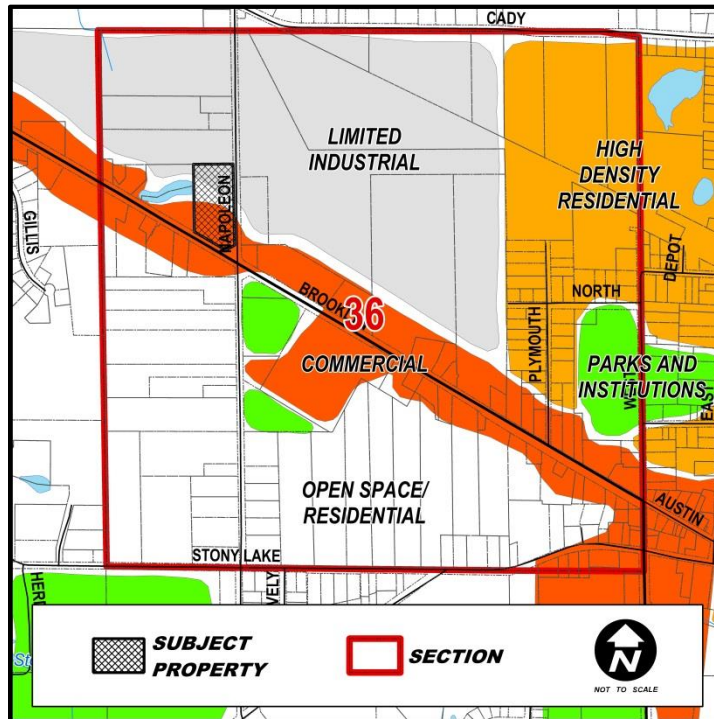 CADY
LIMITED
INDUSTRIAL
HIGH
DENSITY
RESIDENTIAL
NAPOLEON
GILLIS
DEPOT
NORTH
36
COMMERCIAL
PLYMOUTH
PARKS AND
INSTITUTIONS
EAST
AUSTIN
OPEN SPACE/
RESIDENTIAL
STONY LAKE
SUBJECT
PROPERTY
SECTION
N
NOT TO SCALE